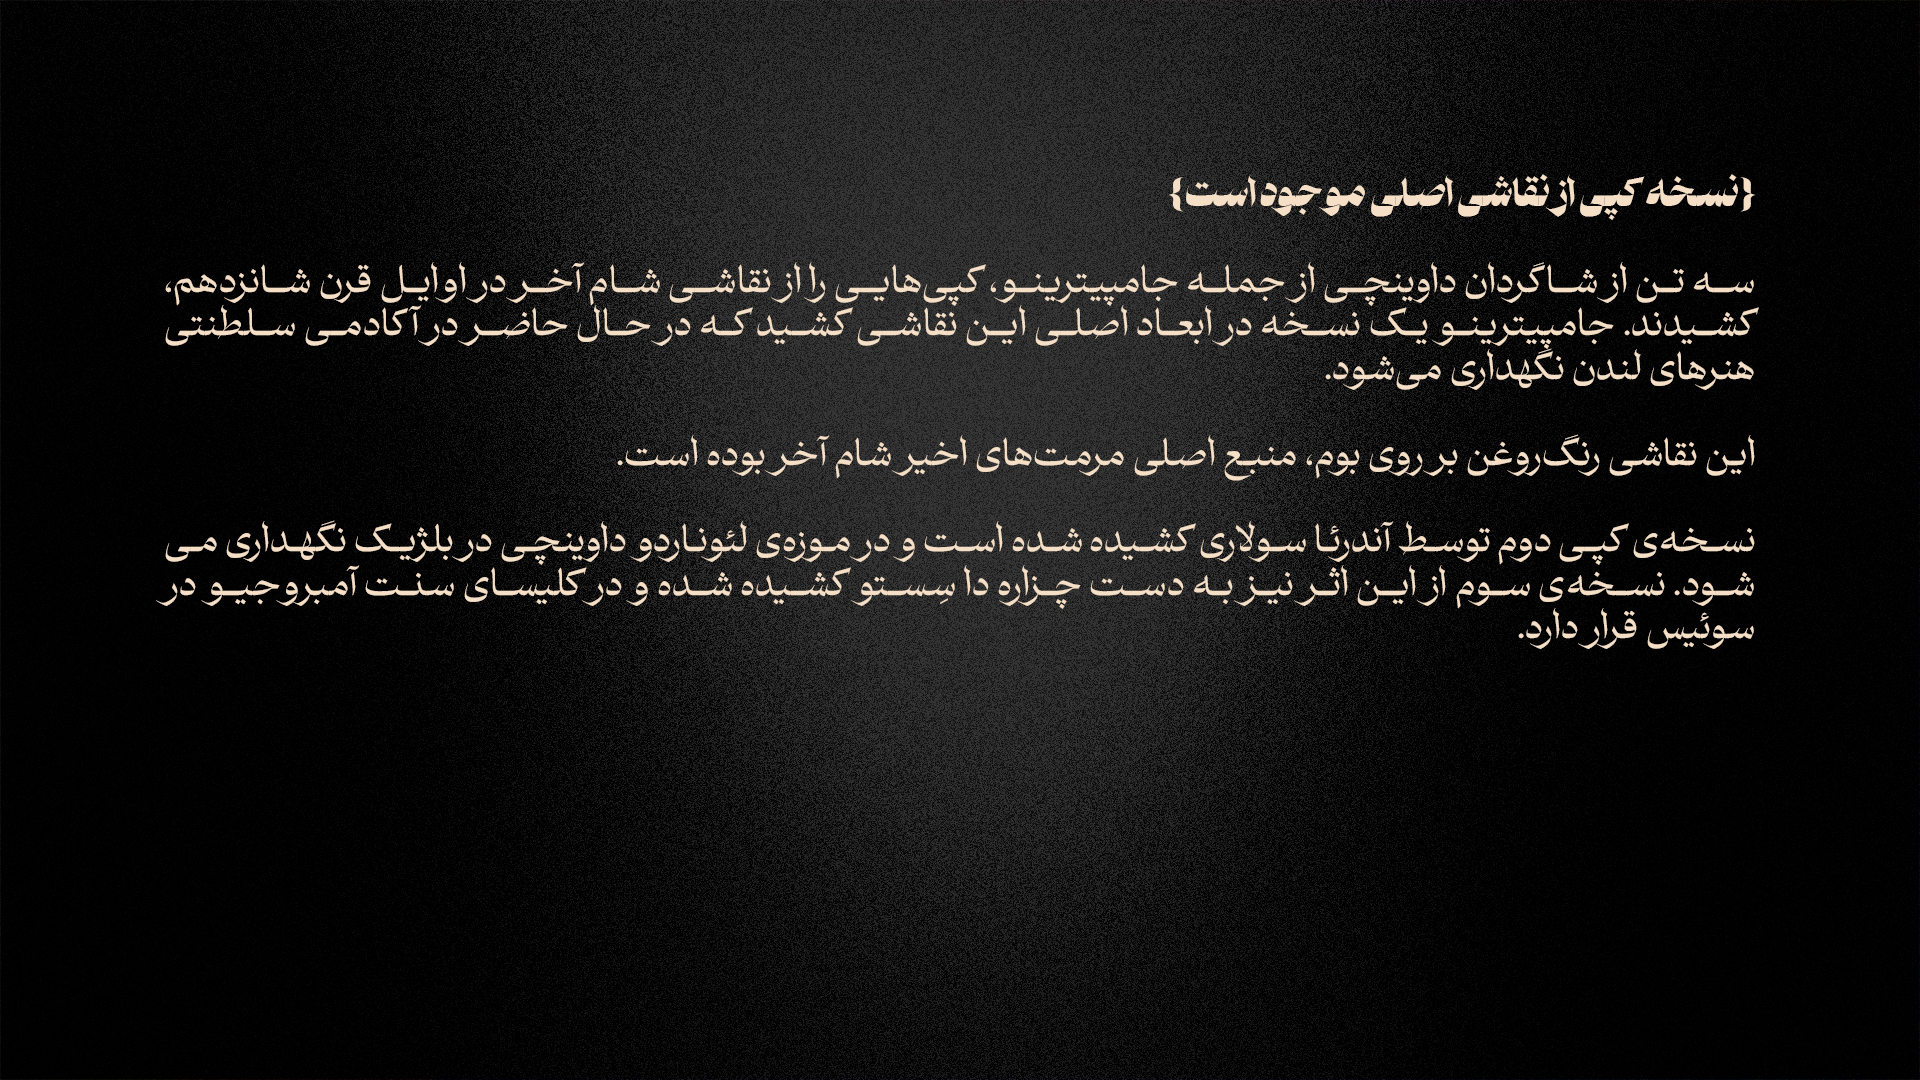 {نسخه کپی از نقاشی اصلی موجود است}
سه تن از شاگردان داوینچی از جمله جامپیترینو، کپی‌هایی را از نقاشی شام آخر در اوایل قرن شانزدهم،
کشیدند. جامپیترینو یک نسخه در ابعاد اصلی این نقاشی کشید که در حال حاضر در آکادمی سلطنتی
هنرهای لندن نگهداری می‌شود.
این نقاشی رنگ‌روغن بر روی بوم، منبع اصلی مرمت‌های اخیر شام آخر بوده است.
نسخه‌ی کپی دوم توسط آندرئا سولاری کشیده شده است و در موزه‌ی لئوناردو داوینچی در بلژیک نگهداری می
شود. نسخه‌ی سوم از این اثر نیز به دست چزاره دا سِستو کشیده شده و در کلیسای سنت آمبروجیو در
سوئیس قرار دارد.